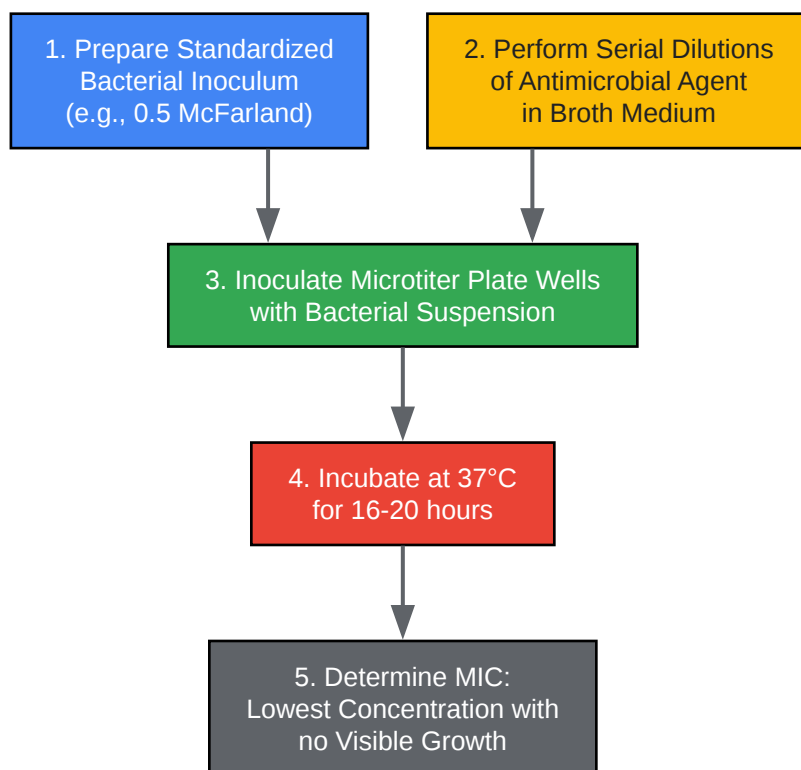 1. Prepare Standardized
Bacterial Inoculum
(e.g., 0.5 McFarland)
2. Perform Serial Dilutions
of Antimicrobial Agent
in Broth Medium
3. Inoculate Microtiter Plate Wells
with Bacterial Suspension
4. Incubate at 37°C
for 16-20 hours
5. Determine MIC:
Lowest Concentration with
no Visible Growth